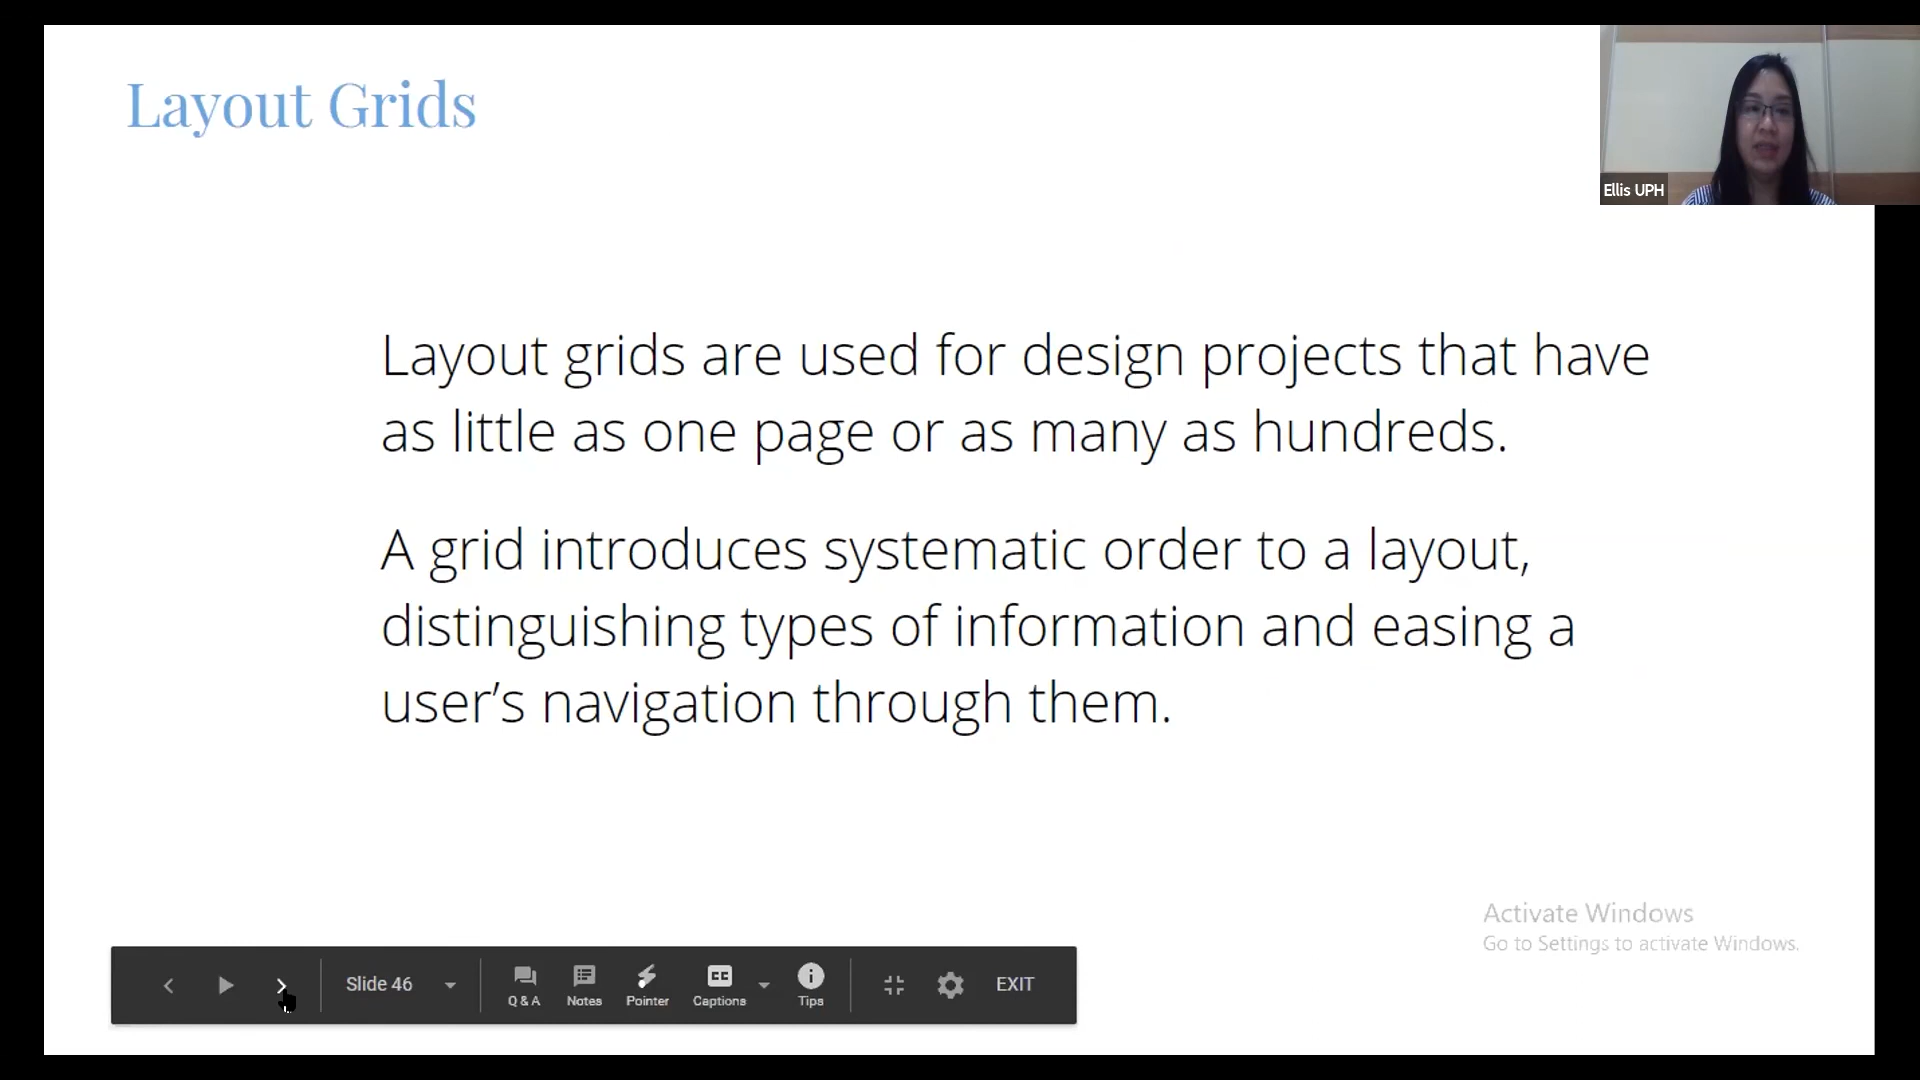 Layout Grids
Ellis UPH
Layout grids are used for design projects that have
as little as one page or as many as hundreds.
A grid introduces systematic order to a layout,
distinguishing types of information and easing a
user’s navigation through them.
Activate Windows
Go to Settings to activate Windows.
Slide 46
Q & A
Notes
Pointer
CC
Captions
Tips
EXIT